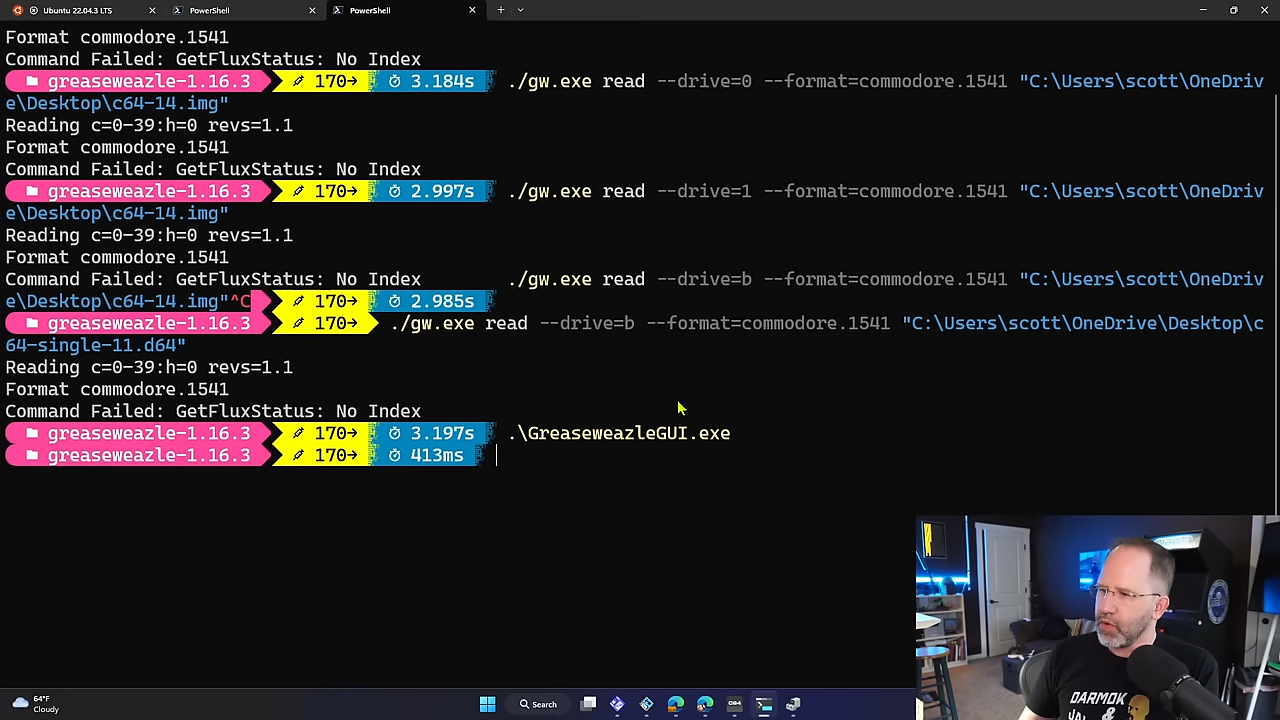 Ubuntu 22.04.3 LTS
PowerShell
PowerShell
Format commodore.1541
Command Failed: GetFluxStatus: No Index
greaseweazle-1.16.3 170→ 3.184s ./gw.exe read --drive=0 --format=commodore.1541 "C:\Users\scott\OneDriv
e\Desktop\c64-14.img"
Reading c=0-39:h=0 revs=1.1
Format commodore.1541
Command Failed: GetFluxStatus: No Index
greaseweazle-1.16.3 170→ 2.997s ./gw.exe read --drive=1 --format=commodore.1541 "C:\Users\scott\OneDriv
e\Desktop\c64-14.img"
Reading c=0-39:h=0 revs=1.1
Format commodore.1541
Command Failed: GetFluxStatus: No Index ./gw.exe read --drive=b --format=commodore.1541 "C:\Users\scott\OneDriv
e\Desktop\c64-14.img"^C 170→ 2.985s
greaseweazle-1.16.3 170→ ./gw.exe read --drive=b --format=commodore.1541 "C:\Users\scott\OneDrive\Desktop\c
64-single-11.d64"
Reading c=0-39:h=0 revs=1.1
Format commodore.1541
Command Failed: GetFluxStatus: No Index
greaseweazle-1.16.3 170→ 3.197s .\GreaseweazleGUI.exe
greaseweazle-1.16.3 170→ 413ms
DARMOK
&
64°F
Cloudy
Search